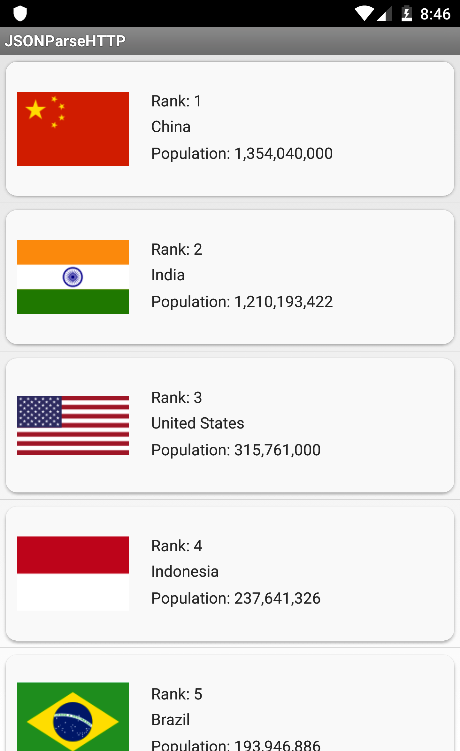 8:46
JSONParseHTTP
Rank: 1
China
Population: 1,354,040,000
Rank: 2
India
Population: 1,210,193,422
Rank: 3
United States
Population: 315,761,000
Rank: 4
Indonesia
Population: 237,641,326
Rank: 5
Brazil
Population: 193,946,886